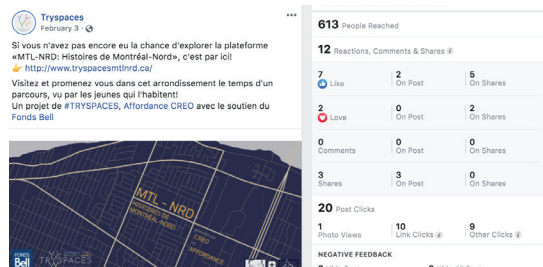 Tryspaces
February 3 ·
Si vous n'avez pas encore eu la chance d'explorer la plateforme
«MTL-NRD: Histoires de Montréal-Nord», c'est par ici!
👉 http://www.tryspacesmtlnrd.ca/
Visitez et promenez vous dans cet arrondissement le temps d'un
parcours, vu par les jeunes qui l'habitent!
Un projet de #TRYSPACES, Affordance CREO avec le soutien du
Fonds Bell
MTL - NRD
HISTOIRES DE
MONTRÉAL-NORD
CREO
AFFORDANCE
FONDS
Bell
TRYSPACES
613 People Reached
12 Reactions, Comments & Shares
7 Like
2 On Post
5 On Shares
2 Love
0 On Post
2 On Shares
0 Comments
0 On Post
0 On Shares
3 Shares
3 On Post
0 On Shares
20 Post Clicks
1 Photo Views
10 Link Clicks
9 Other Clicks
NEGATIVE FEEDBACK